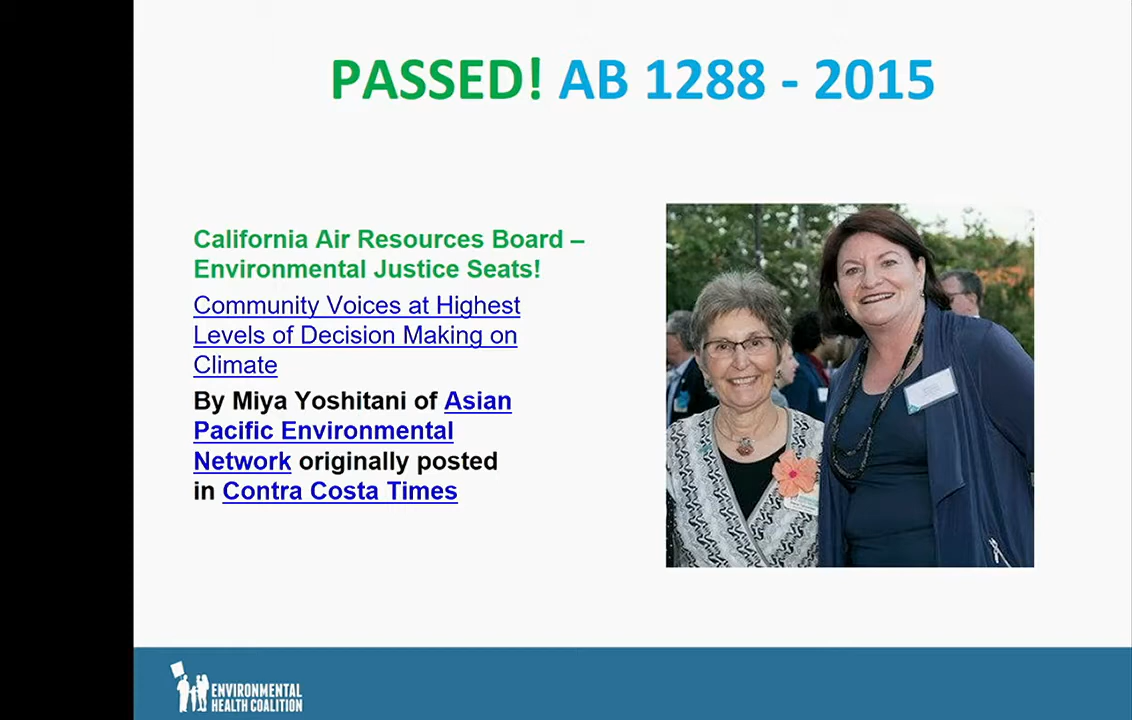 PASSED! AB 1288 - 2015
California Air Resources Board –
Environmental Justice Seats!
Community Voices at Highest
Levels of Decision Making on
Climate
By Miya Yoshitani of Asian
Pacific Environmental
Network originally posted
in Contra Costa Times
ENVIRONMENTAL
HEALTH COALITION